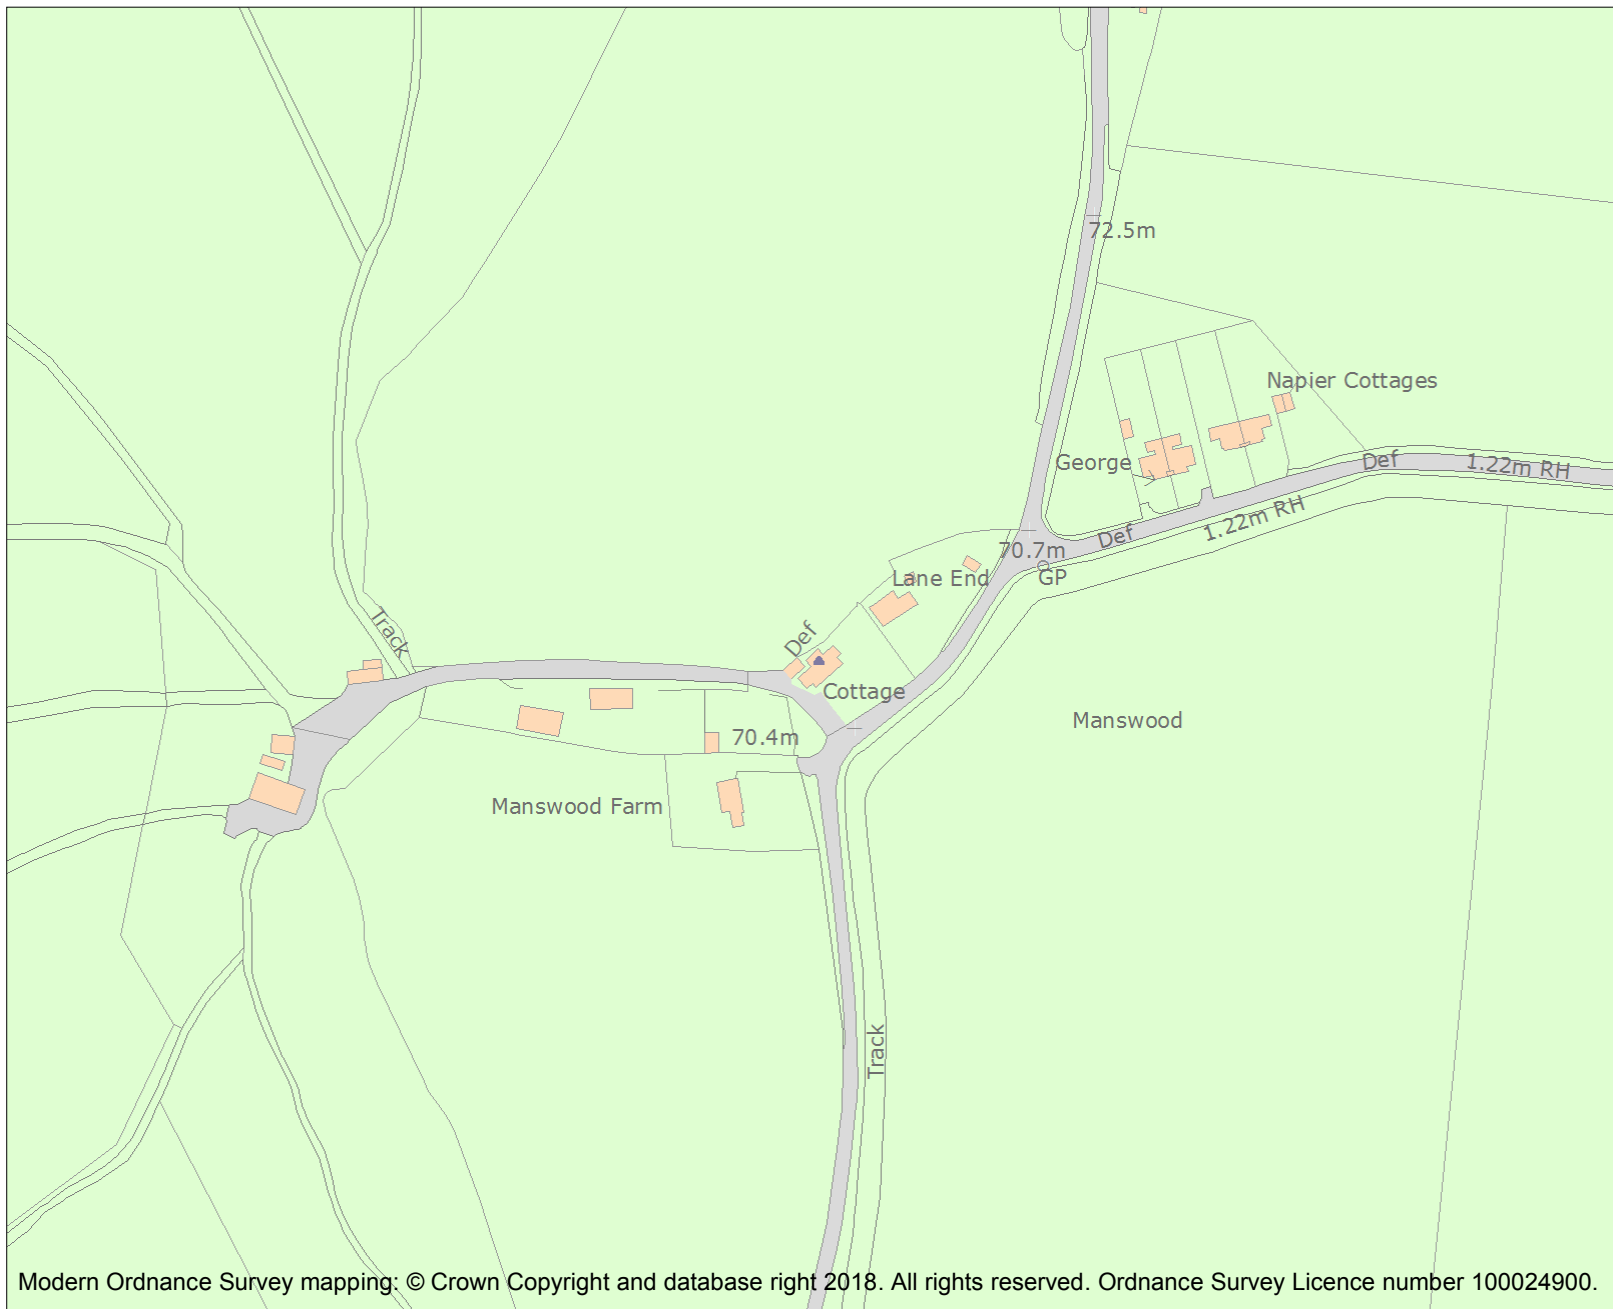 72.5m
Napier Cottages
George
Def
1.22m RH
Def
1.22m RH
70.7m
GP
Lane End
Def
Track
Cottage
Manswood
70.4m
Manswood Farm
Track
Modern Ordnance Survey mapping: © Crown Copyright and database right 2018. All rights reserved. Ordnance Survey Licence number 100024900.